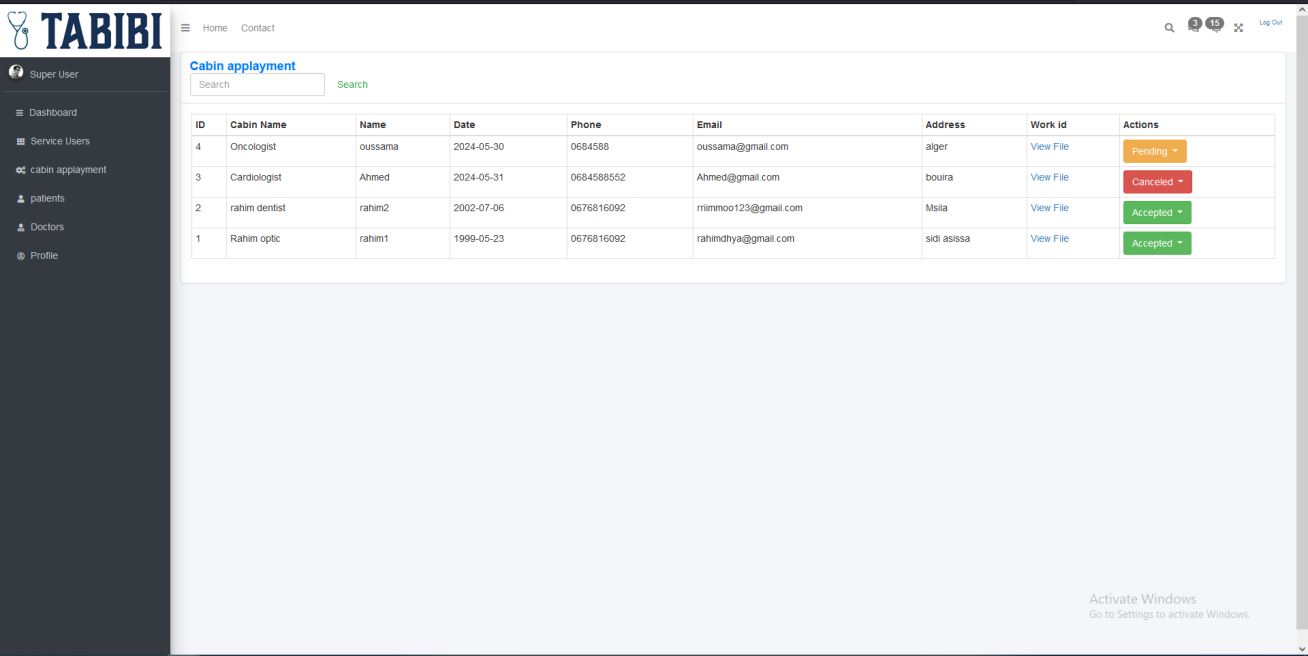 TABIBI
Home Contact
3 15
Log Out
Super User
Dashboard
Service Users
cabin applayment
patients
Doctors
Profile
Cabin applayment
Search Search
ID Cabin Name Name Date Phone Email Address Work id Actions
4 Oncologist oussama 2024-05-30 0684588 oussama@gmail.com alger View File Pending
3 Cardiologist Ahmed 2024-05-31 0684588552 Ahmed@gmail.com bouira View File Canceled
2 rahim dentist rahim2 2002-07-06 0676816092 rriimmoo123@gmail.com Msila View File Accepted
1 Rahim optic rahim1 1999-05-23 0676816092 rahimdhya@gmail.com sidi asissa View File Accepted
Activate Windows
Go to Settings to activate Windows.